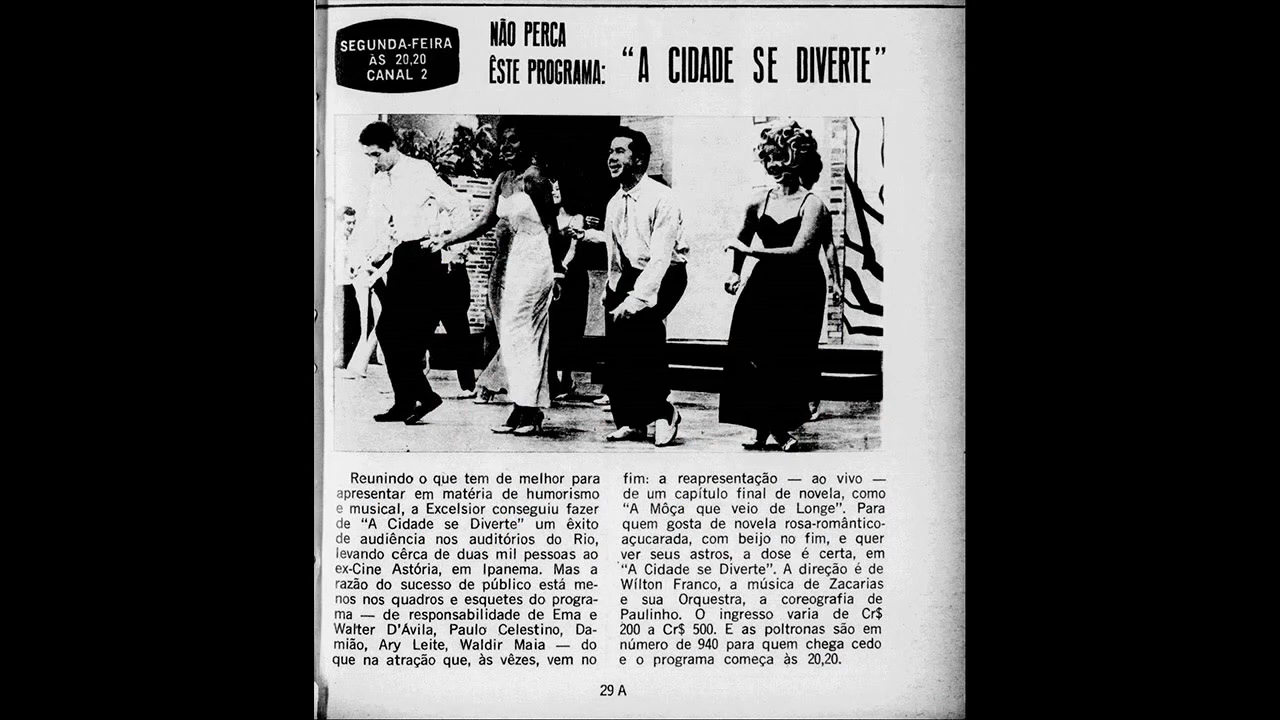 SEGUNDA-FEIRA
ÀS 20,20
CANAL 2
NÃO PERCA
ÊSTE PROGRAMA:
“A CIDADE SE DIVERTE”
Reunindo o que tem de melhor para
apresentar em matéria de humorismo
e musical, a Excelsior conseguiu fazer
de “A Cidade se Diverte” um êxito
de audiência nos auditórios do Rio,
levando cêrca de duas mil pessoas ao
ex-Cine Astória, em Ipanema. Mas a
razão do sucesso de público está me-
nos nos quadros e esquetes do progra-
ma — de responsabilidade de Ema e
Walter D'Ávila, Paulo Celestino, Da-
mião, Ary Leite, Waldir Maia — do
que na atração que, às vêzes, vem no
fim: a reapresentação — ao vivo —
de um capítulo final de novela, como
“A Môça que veio de Longe”. Para
quem gosta de novela rosa-romântico-
açucarada, com beijo no fim, e quer
ver seus astros, a dose é certa, em
“A Cidade se Diverte”. A direção é de
Wílton Franco, a música de Zacarias
e sua Orquestra, a coreografia de
Paulinho. O ingresso varia de Cr$
200 a Cr$ 500. E as poltronas são em
número de 940 para quem chega cedo
e o programa começa às 20,20.
29 A